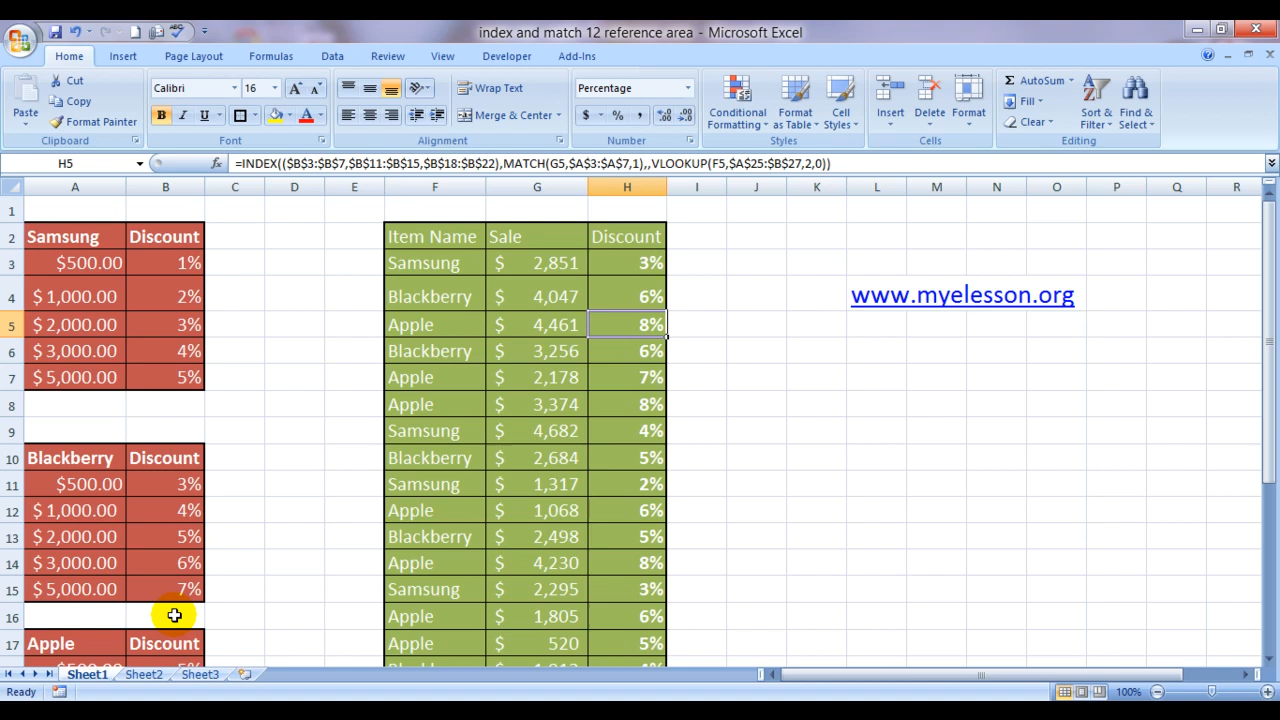 index and match 12 reference area - Microsoft Excel
Home Insert Page Layout Formulas Data Review View Developer Add-Ins
Paste
Cut
Copy
Format Painter
Clipboard
Calibri 16
B I U
Font
Wrap Text
Merge & Center
Alignment
Percentage
$ % ,
Number
Conditional Formatting
Format as Table
Cell Styles
Styles
Insert
Delete
Format
Cells
AutoSum
Fill
Clear
Sort & Filter
Find & Select
Editing
H5 fx =INDEX(($B$3:$B$7,$B$11:$B$15,$B$18:$B$22),MATCH(G5,$A$3:$A$7,1),,VLOOKUP(F5,$A$25:$B$27,2,0))
A B C D E F G H I J K L M N O P Q R
1
2 Samsung Discount Item Name Sale Discount
3 $500.00 1% Samsung $ 2,851 3%
4 $ 1,000.00 2% Blackberry $ 4,047 6% www.myelesson.org
5 $ 2,000.00 3% Apple $ 4,461 8%
6 $ 3,000.00 4% Blackberry $ 3,256 6%
7 $ 5,000.00 5% Apple $ 2,178 7%
8 Apple $ 3,374 8%
9 Samsung $ 4,682 4%
10 Blackberry Discount Blackberry $ 2,684 5%
11 $500.00 3% Samsung $ 1,317 2%
12 $ 1,000.00 4% Apple $ 1,068 6%
13 $ 2,000.00 5% Blackberry $ 2,498 5%
14 $ 3,000.00 6% Apple $ 4,230 8%
15 $ 5,000.00 7% Samsung $ 2,295 3%
16 Apple $ 1,805 6%
17 Apple Discount Apple $ 520 5%
Sheet1 Sheet2 Sheet3
Ready 100%